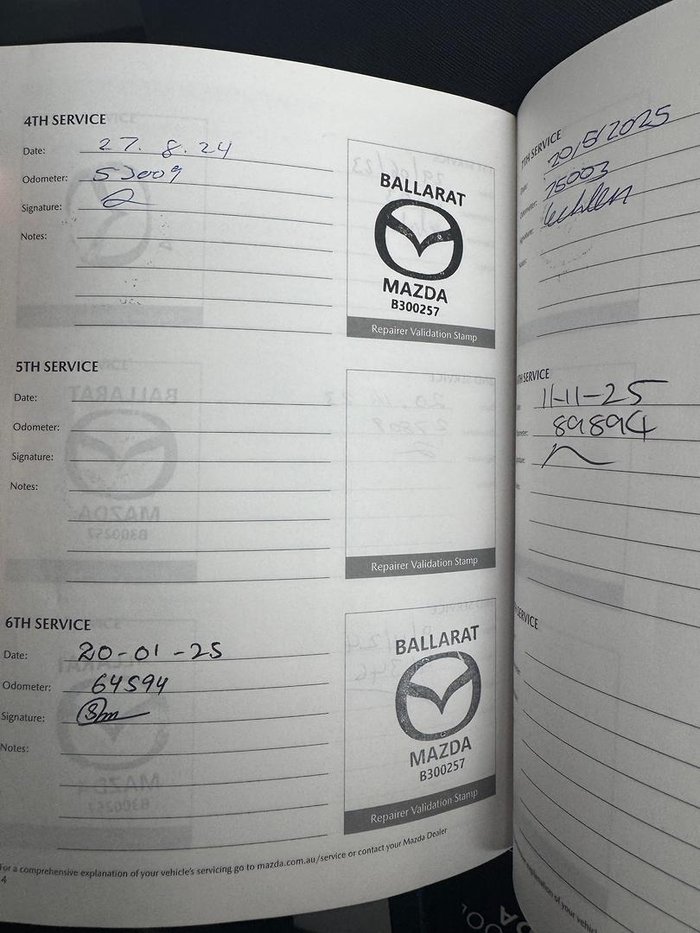 4TH SERVICE
Date: 27.8.24
Odometer: 53009
Signature:
Notes:
BALLARAT
MAZDA
B300257
Repairer Validation Stamp
5TH SERVICE
Date:
Odometer:
Signature:
Notes:
Repairer Validation Stamp
6TH SERVICE
Date: 20-01-25
Odometer: 64594
Signature:
Notes:
BALLARAT
MAZDA
B300257
Repairer Validation Stamp
For a comprehensive explanation of your vehicle's servicing go to mazda.com.au/service or contact your Mazda Dealer
4
7TH SERVICE
20/5/2025
75003
SERVICE
11-11-25
89894
SERVICE